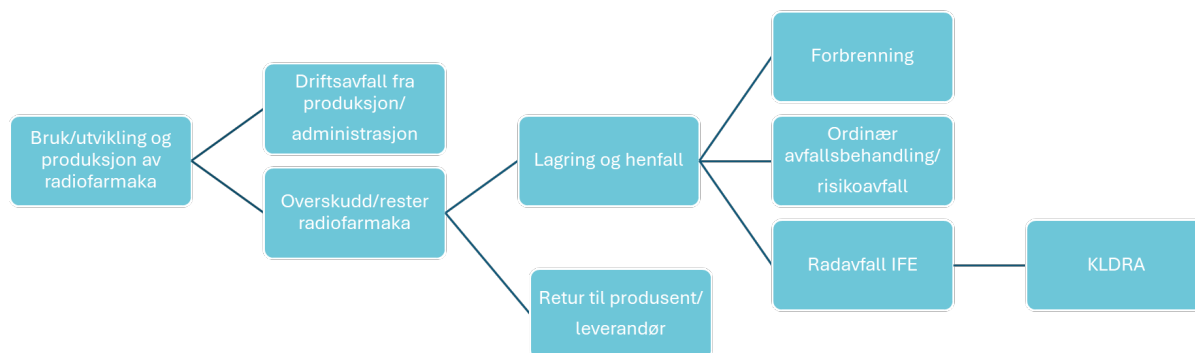 Bruk/utvikling og
produksjon av
radiofarmaka
Driftsavfall fra
produksjon/
administrasjon
Overskudd/rester
radiofarmaka
Lagring og henfall
Retur til produsent/
leverandør
Forbrenning
Ordinær
avfallsbehandling/
risikoavfall
Radavfall IFE
KLDRA